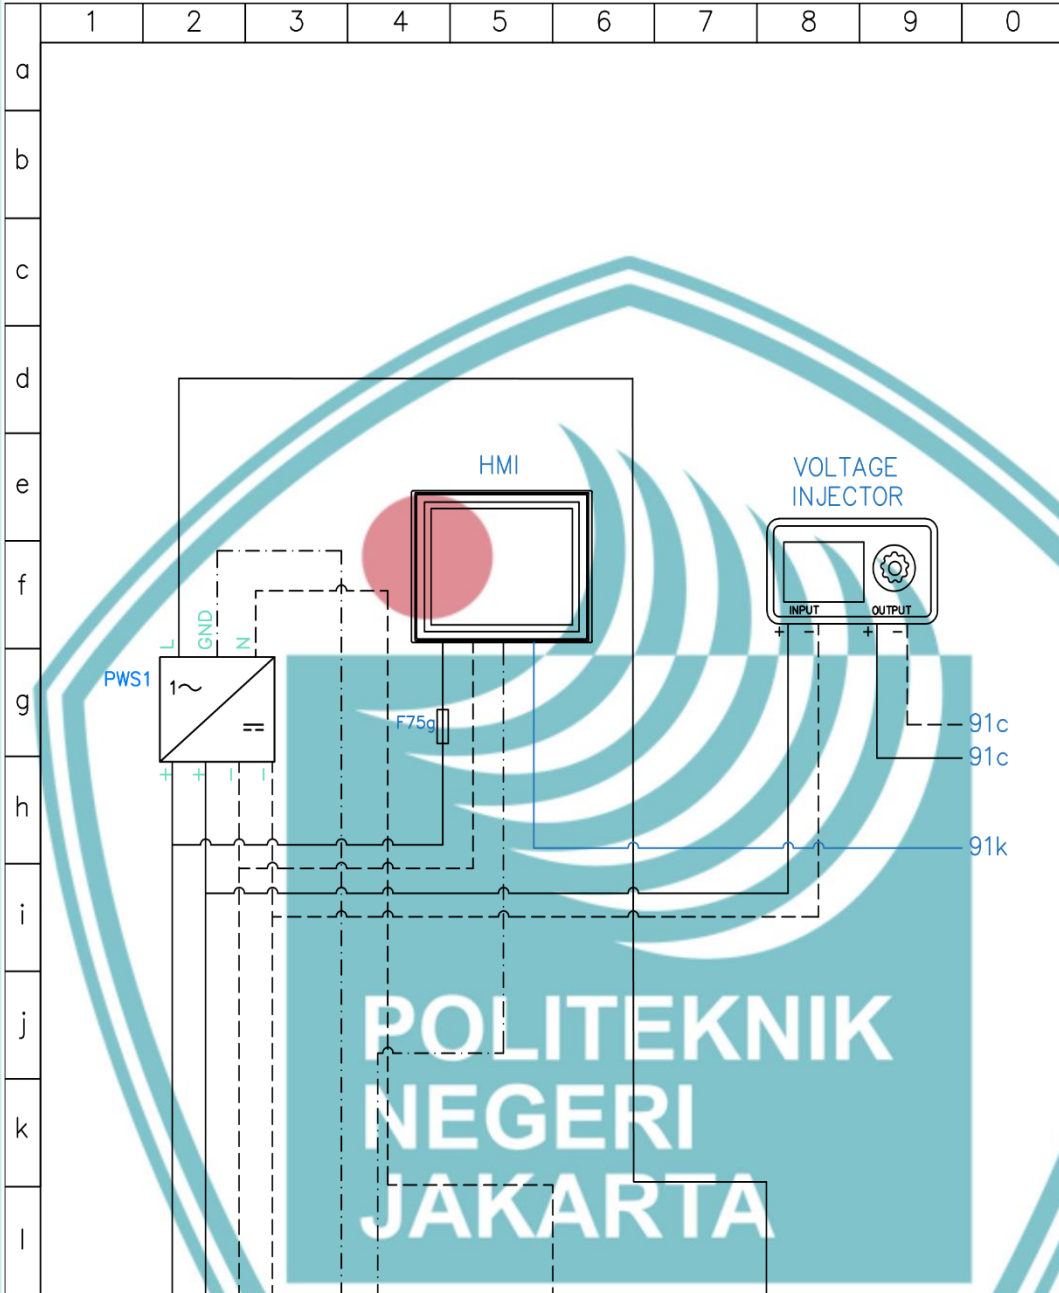 1 2 3 4 5 6 7 8 9 0
a
b
c
d
e
f
g
h
i
j
k
l
HMI
VOLTAGE
INJECTOR
INPUT OUTPUT
+ − + −
L GND N
PWS1
1~
+ + − −
F75g
91c
91c
91k
POLITEKNIK
NEGERI
JAKARTA